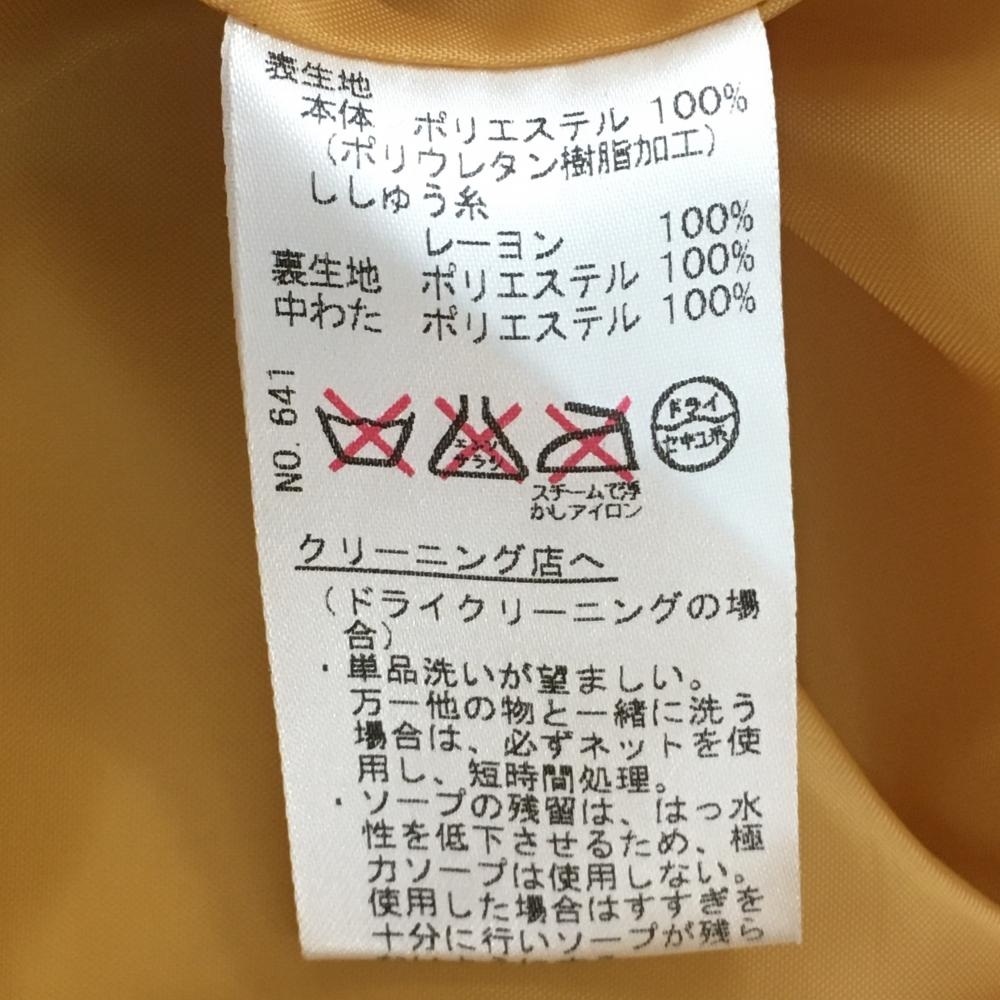 表生地
本体 ポリエステル 100%
(ポリウレタン樹脂加工)
ししゅう糸
レーヨン 100%
裏生地 ポリエステル 100%
中わた ポリエステル 100%
NO. 641
エンソサラシ
ドライ
セキユ系
スチームで浮
かしアイロン
クリーニング店へ
(ドライクリーニングの場
合)
・単品洗いが望ましい。
万一他の物と一緒に洗う
場合は、必ずネットを使
用し、短時間処理。
・ソープの残留は、はっ水
性を低下させるため、極
力ソープは使用しない。
使用した場合はすすぎを
十分に行いソープが残ら